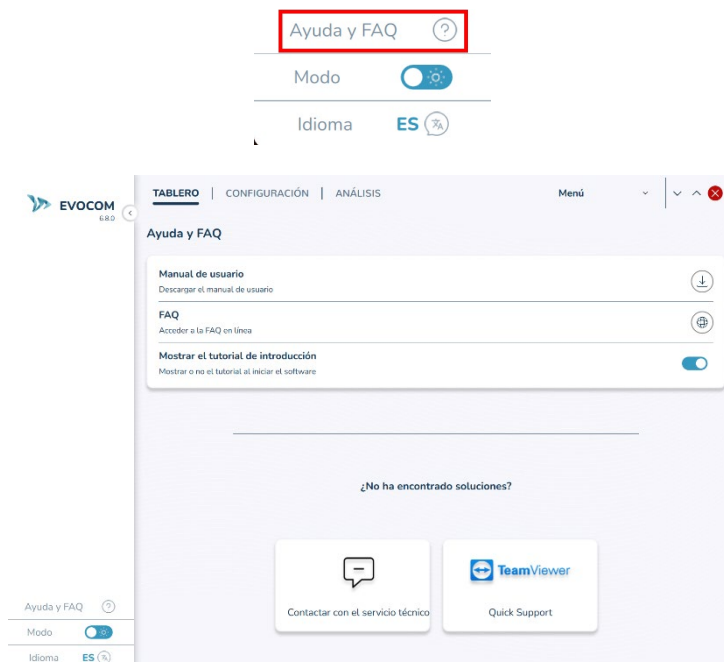 Ayuda y FAQ
Modo
Idioma ES
EVOCOM
6.8.0
TABLERO | CONFIGURACIÓN | ANÁLISIS Menú
Ayuda y FAQ
Manual de usuario
Descargar el manual de usuario
FAQ
Acceder a la FAQ en línea
Mostrar el tutorial de introducción
Mostrar o no el tutorial al iniciar el software
¿No ha encontrado soluciones?
TeamViewer
Contactar con el servicio técnico
Quick Support
Ayuda y FAQ
Modo
Idioma ES